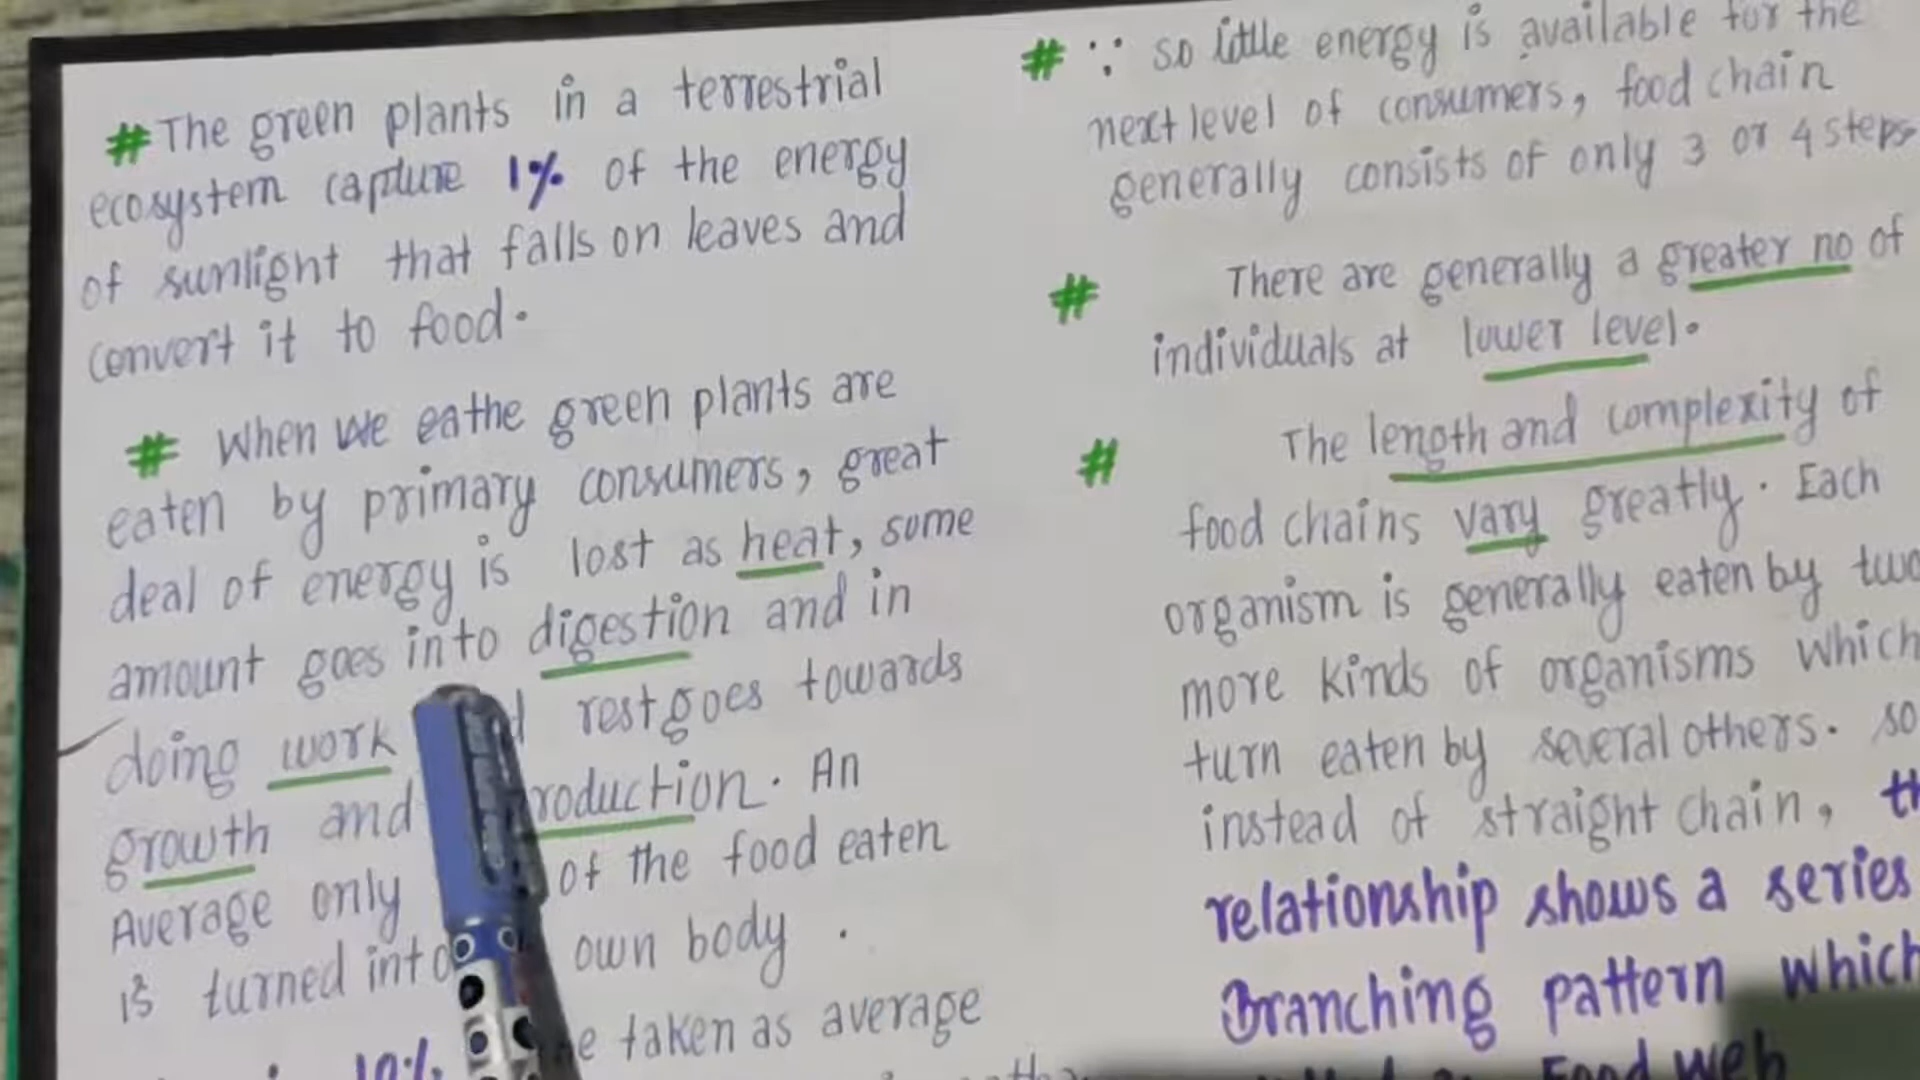 # The green plants in a terrestrial
ecosystem capture 1% of the energy
of sunlight that falls on leaves and
convert it to food.
# When we eathe green plants are
eaten by primary consumers, great
deal of energy is lost as heat, some
amount goes into digestion and in
doing work rest goes towards
growth and roduction. An
Average only of the food eaten
is turned into own body .
10% e taken as average
# ∵ so little energy is available for the
next level of consumers, food chain
generally consists of only 3 or 4 steps
# There are generally a greater no of
individuals at lower level.
# The length and complexity of
food chains vary greatly. Each
organism is generally eaten by two
more kinds of organisms which
turn eaten by several others. so
instead of straight chain, th
relationship shows a series
Branching pattern which
Food web